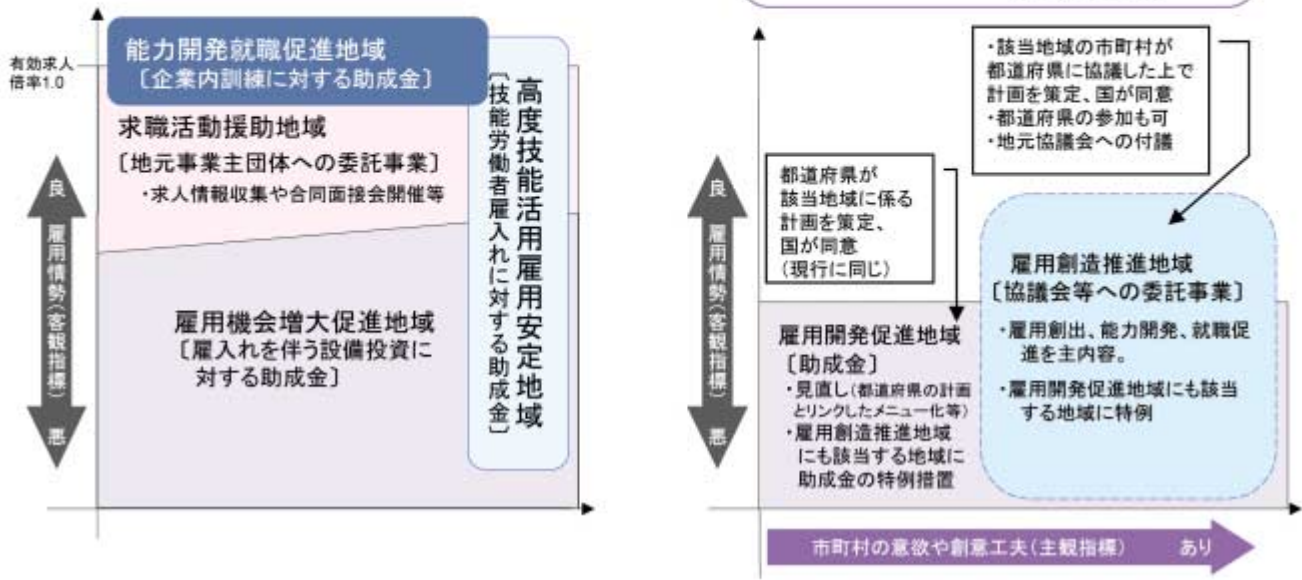 有効求人
倍率1.0
能力開発就職促進地域
〔企業内訓練に対する助成金〕
求職活動援助地域
〔地元事業主団体への委託事業〕
・求人情報収集や合同面接会開催等
雇用機会増大促進地域
〔雇入れを伴う設備投資に
対する助成金〕
高度技能活用雇用安定地域
〔技能労働者雇入れに対する助成金〕
良
雇用情勢(客観指標)
悪
・該当地域の市町村が
都道府県に協議した上で
計画を策定、国が同意
・都道府県の参加も可
・地元協議会への付議
都道府県が
該当地域に係る
計画を策定、
国が同意
(現行に同じ)
良
雇用情勢(客観指標)
悪
雇用創造推進地域
〔協議会等への委託事業〕
・雇用創出、能力開発、就職促
進を主内容。
・雇用開発促進地域にも該当
する地域に特例
雇用開発促進地域
〔助成金〕
・見直し(都道府県の計画
とリンクしたメニュー化等)
・雇用創造推進地域
にも該当する地域に
助成金の特例措置
市町村の意欲や創意工夫(主観指標) あり